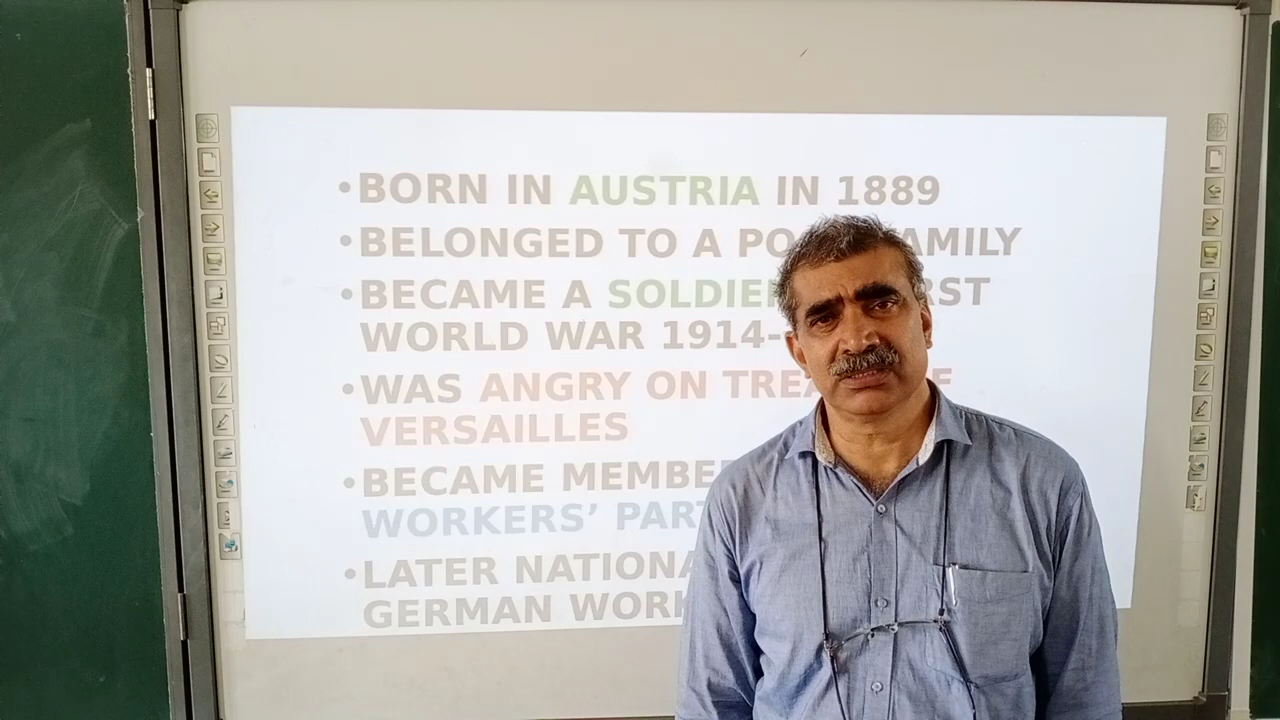 •BORN IN AUSTRIA IN 1889
•BELONGED TO A AMILY
•BECAME A SOLDIE RST
WORLD WAR 1914-
•WAS ANGRY ON TREA
VERSAILLES
•BECAME MEMBE
WORKERS’ PART
•LATER NATIONA
GERMAN WORK